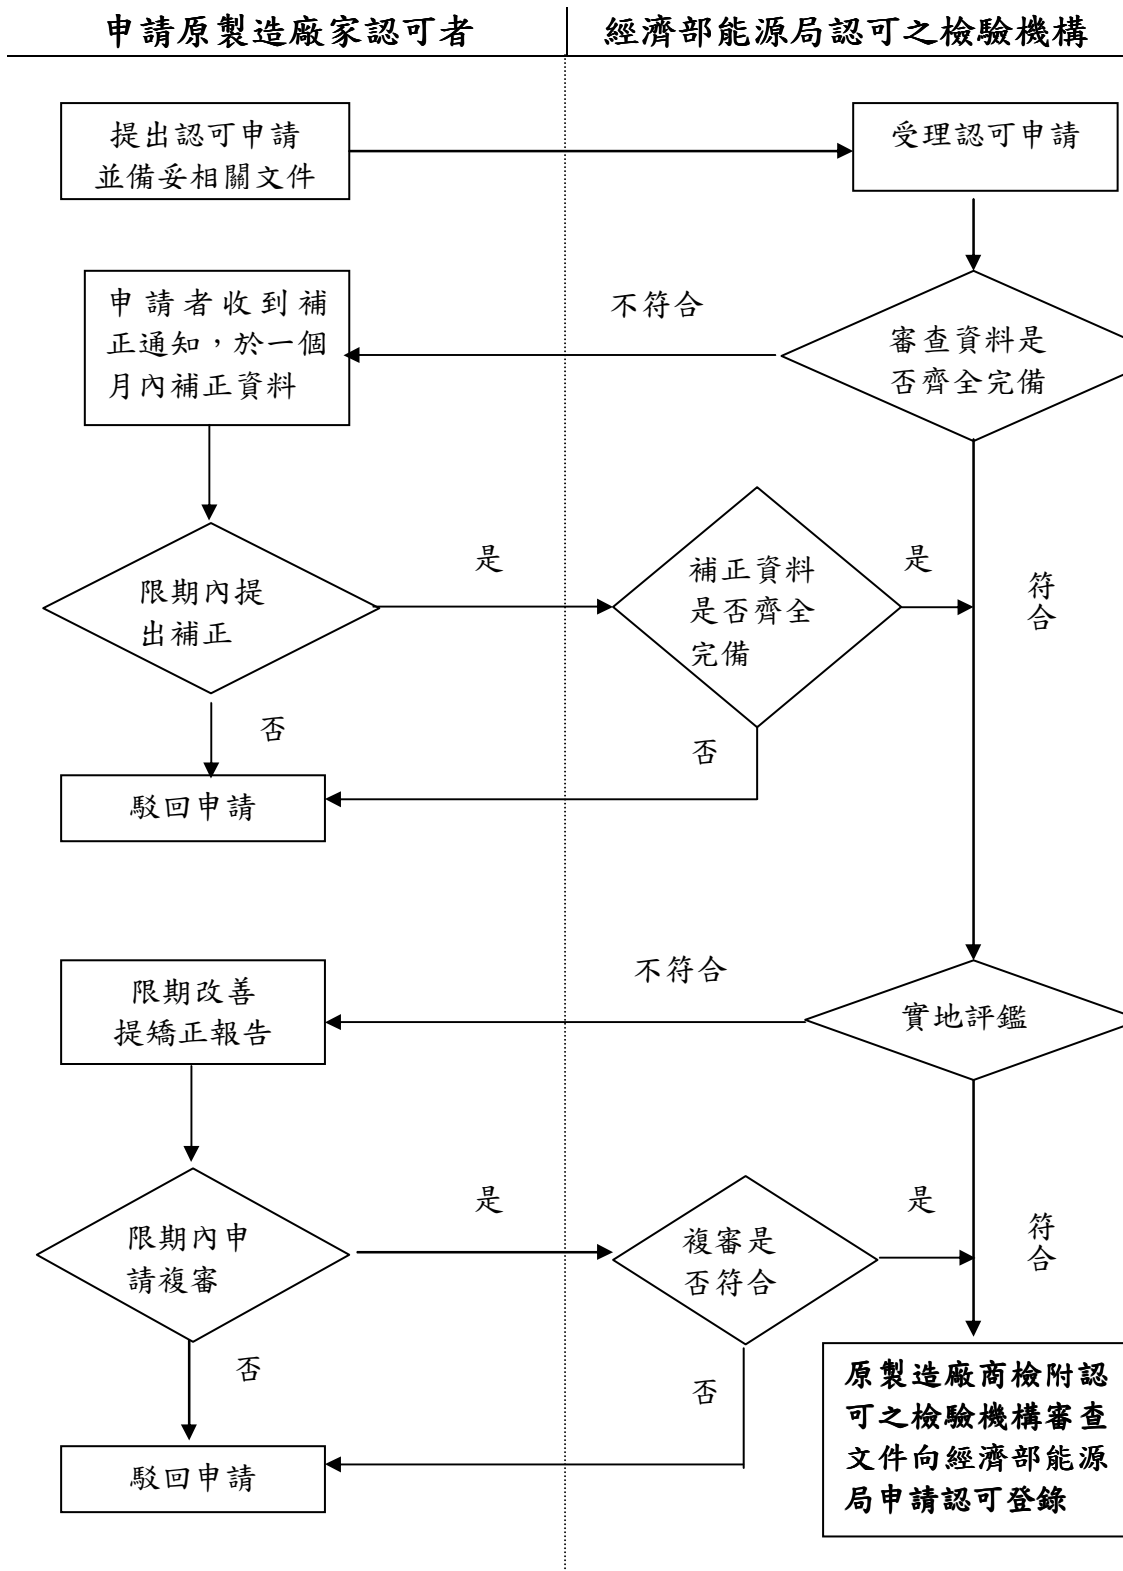 申請原製造廠家認可者
經濟部能源局認可之檢驗機構
提出認可申請
並備妥相關文件
受理認可申請
申請者收到補
正通知，於一個
月內補正資料
不符合
審查資料是
否齊全完備
限期內提
出補正
是
補正資料
是否齊全
完備
是
符
合
否
否
駁回申請
限期改善
提矯正報告
不符合
實地評鑑
限期內申
請複審
是
複審是
否符合
是
符
合
否
否
駁回申請
原製造廠商檢附認
可之檢驗機構審查
文件向經濟部能源
局申請認可登錄